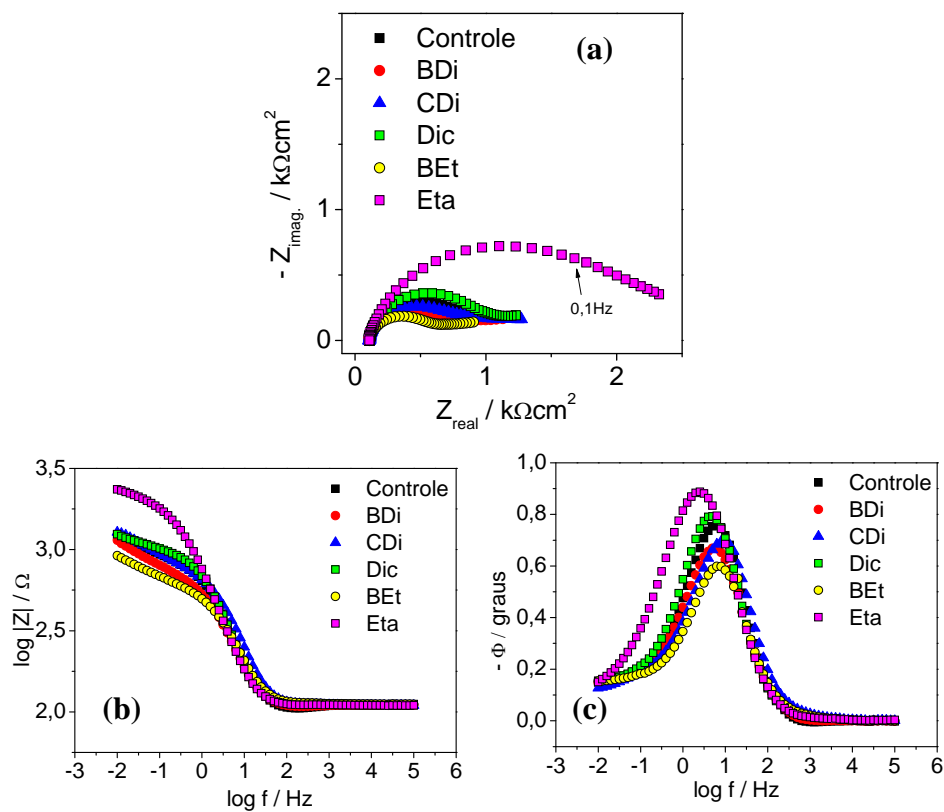 (a)
Controle
BDi
CDi
Dic
BEt
Eta
- Z_imag. / kΩcm²
2
1
0
0,1Hz
0 1 2
Z_real / kΩcm²
(b)
Controle
BDi
CDi
Dic
BEt
Eta
log |Z| / Ω
3,5
3,0
2,5
2,0
-3 -2 -1 0 1 2 3 4 5 6
log f / Hz
(c)
Controle
BDi
CDi
Dic
BEt
Eta
- Φ / graus
1,0
0,8
0,6
0,4
0,2
0,0
-3 -2 -1 0 1 2 3 4 5 6
log f / Hz